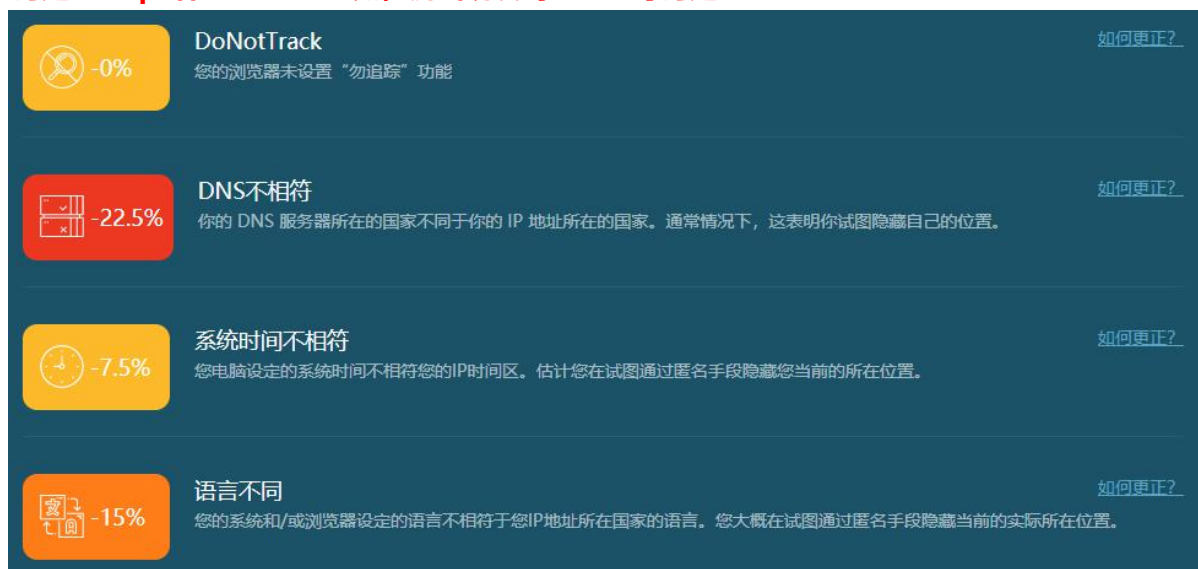 DoNotTrack
如何更正?
-0%
您的浏览器未设置“勿追踪”功能
DNS不相符
如何更正?
-22.5%
你的 DNS 服务器所在的国家不同于你的 IP 地址所在的国家。通常情况下，这表明你试图隐藏自己的位置。
系统时间不相符
如何更正?
-7.5%
您电脑设定的系统时间不相符您的IP时间区。估计您在试图通过匿名手段隐藏您当前的所在位置。
语言不同
如何更正?
-15%
您的系统和/或浏览器设定的语言不相符于您IP地址所在国家的语言。您大概在试图通过匿名手段隐藏当前的实际所在位置。